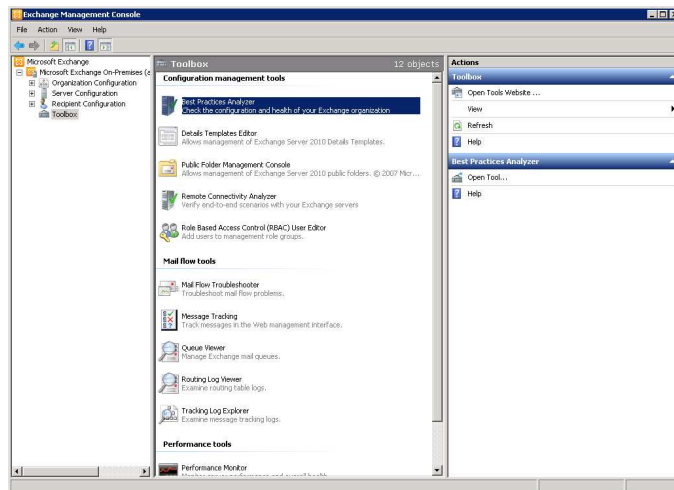 Exchange Management Console
File Action View Help
Microsoft Exchange
Microsoft Exchange On-Premises (e
Organization Configuration
Server Configuration
Recipient Configuration
Toolbox
Toolbox 12 objects
Configuration management tools
Best Practices Analyzer
Check the configuration and health of your Exchange organization
Details Templates Editor
Allows management of Exchange Server 2010 Details Templates.
Public Folder Management Console
Allows management of Exchange Server 2010 public folders. © 2007 Micr...
Remote Connectivity Analyzer
Verify end-to-end scenarios with your Exchange servers
Role Based Access Control (RBAC) User Editor
Add users to management role groups.
Mail flow tools
Mail Flow Troubleshooter
Troubleshoot mail flow problems.
Message Tracking
Track messages in the Web management interface.
Queue Viewer
Manage Exchange mail queues.
Routing Log Viewer
Examine routing table logs.
Tracking Log Explorer
Examine message tracking logs.
Performance tools
Performance Monitor
Monitor server performance and overall health
Actions
Toolbox
Open Tools Website ...
View
Refresh
Help
Best Practices Analyzer
Open Tool...
Help